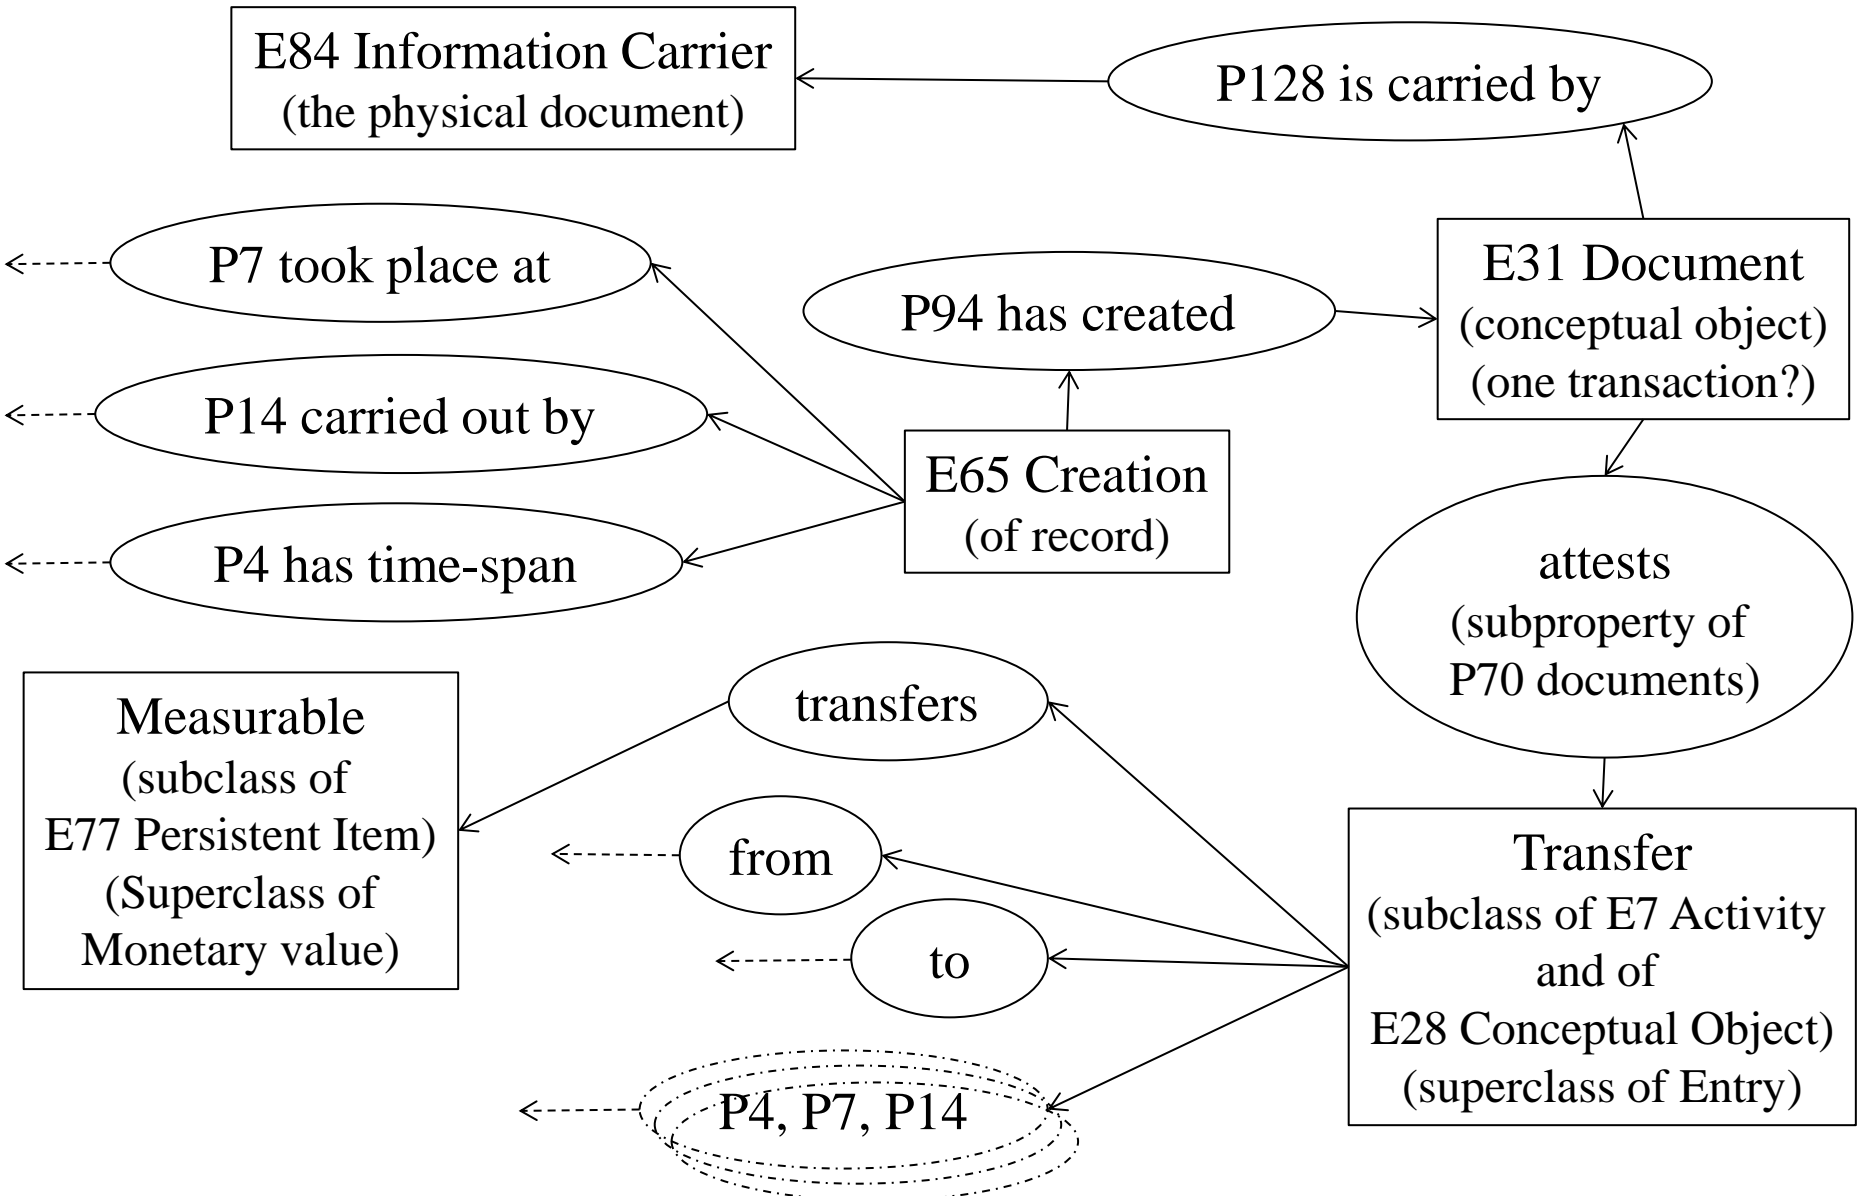 E84 Information Carrier
(the physical document)
P128 is carried by
P7 took place at
P94 has created
E31 Document
(conceptual object)
(one transaction?)
P14 carried out by
E65 Creation
(of record)
P4 has time-span
attests
(subproperty of
P70 documents)
Measurable
(subclass of
E77 Persistent Item)
(Superclass of
Monetary value)
transfers
from
to
P4, P7, P14
Transfer
(subclass of E7 Activity
and of
E28 Conceptual Object)
(superclass of Entry)